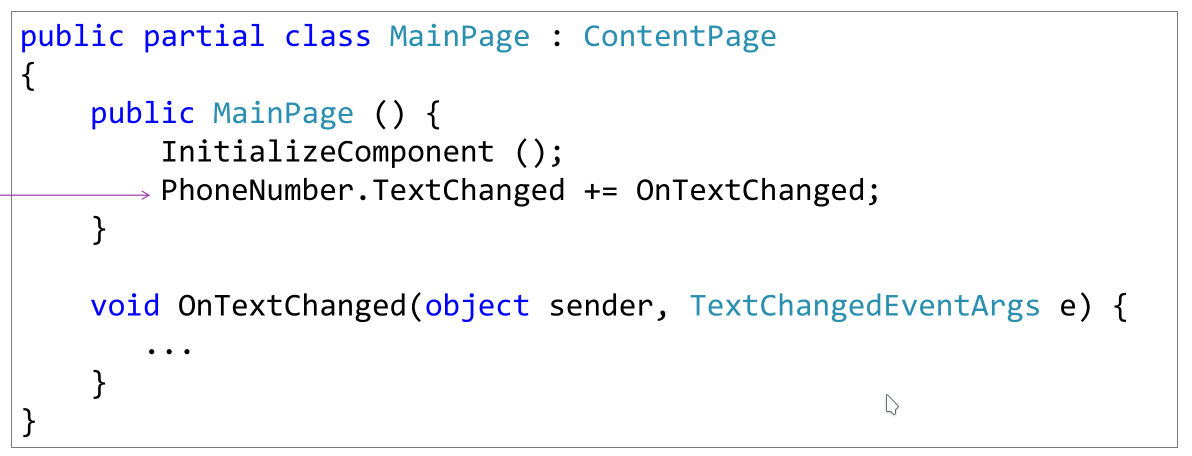 public partial class MainPage : ContentPage
{
    public MainPage () {
        InitializeComponent ();
        PhoneNumber.TextChanged += OnTextChanged;
    }

    void OnTextChanged(object sender, TextChangedEventArgs e) {
       ...
    }
}